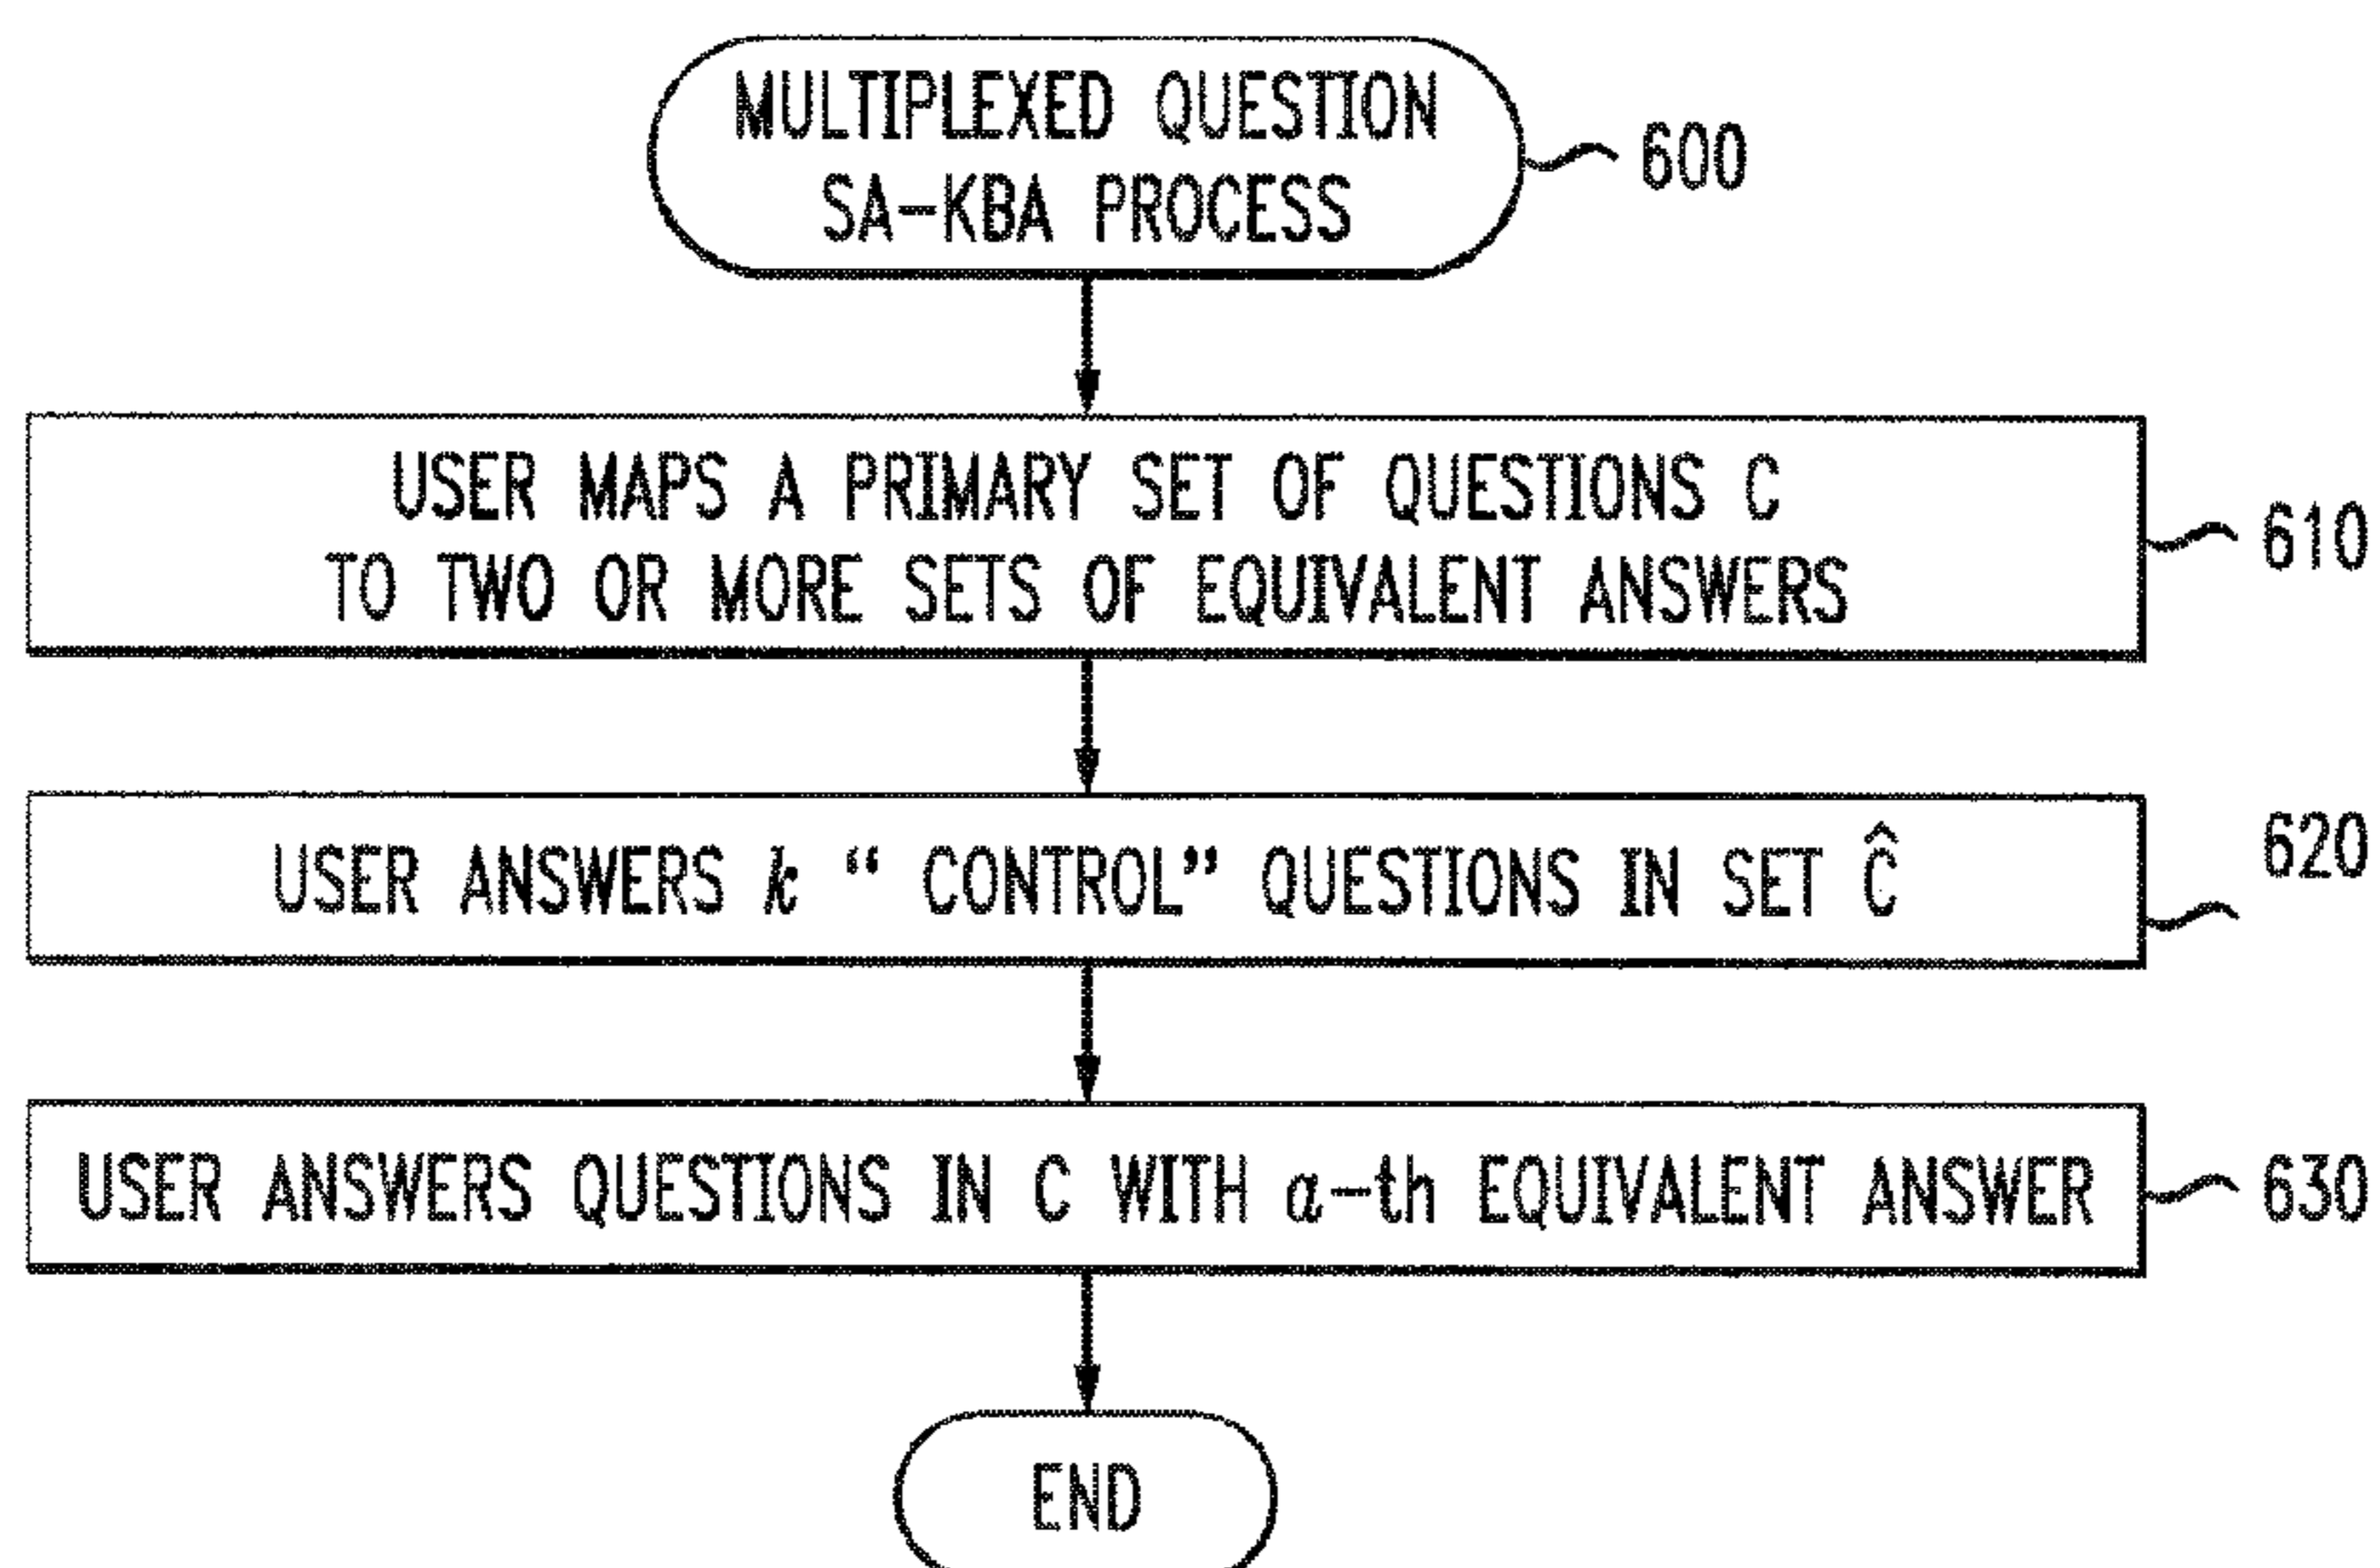 MULTIPLEXED QUESTION
SA-KBA PROCESS
600
USER MAPS A PRIMARY SET OF QUESTIONS C
TO TWO OR MORE SETS OF EQUIVALENT ANSWERS
610
USER ANSWERS k “ CONTROL” QUESTIONS IN SET Ĉ
620
USER ANSWERS QUESTIONS IN C WITH a-th EQUIVALENT ANSWER
630
END